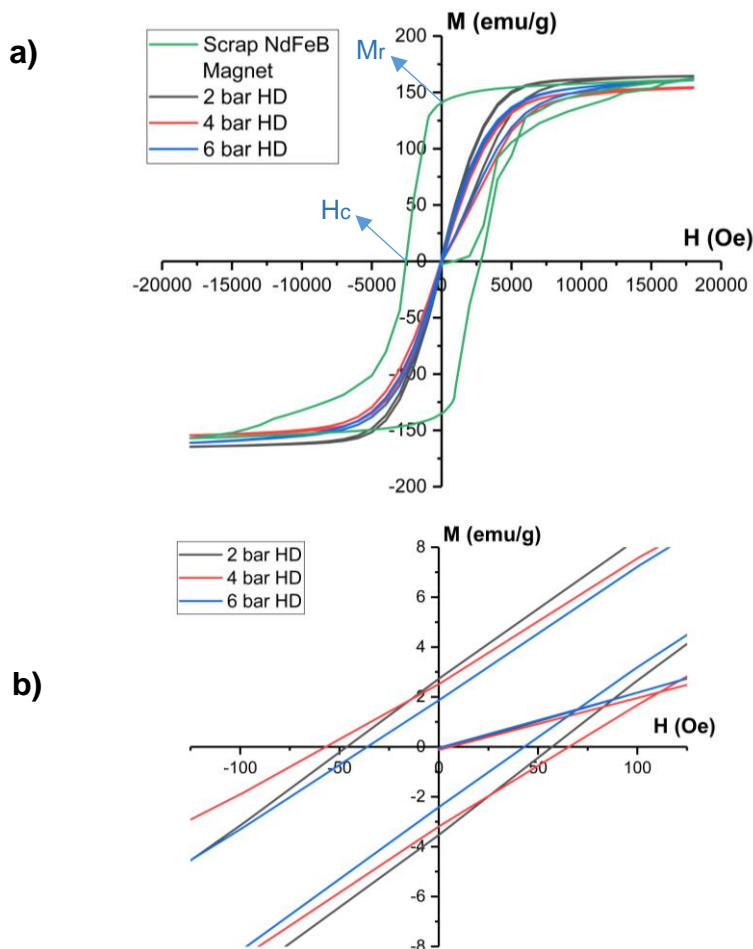 a)
M (emu/g)
Scrap NdFeB
Magnet
2 bar HD
4 bar HD
6 bar HD
Mr
Hc
H (Oe)
200
150
100
50
0
-50
-100
-150
-200
-20000 -15000 -10000 -5000 0 5000 10000 15000 20000
b)
M (emu/g)
2 bar HD
4 bar HD
6 bar HD
H (Oe)
8
6
4
2
0
-2
-4
-6
-8
-100 -50 0 50 100